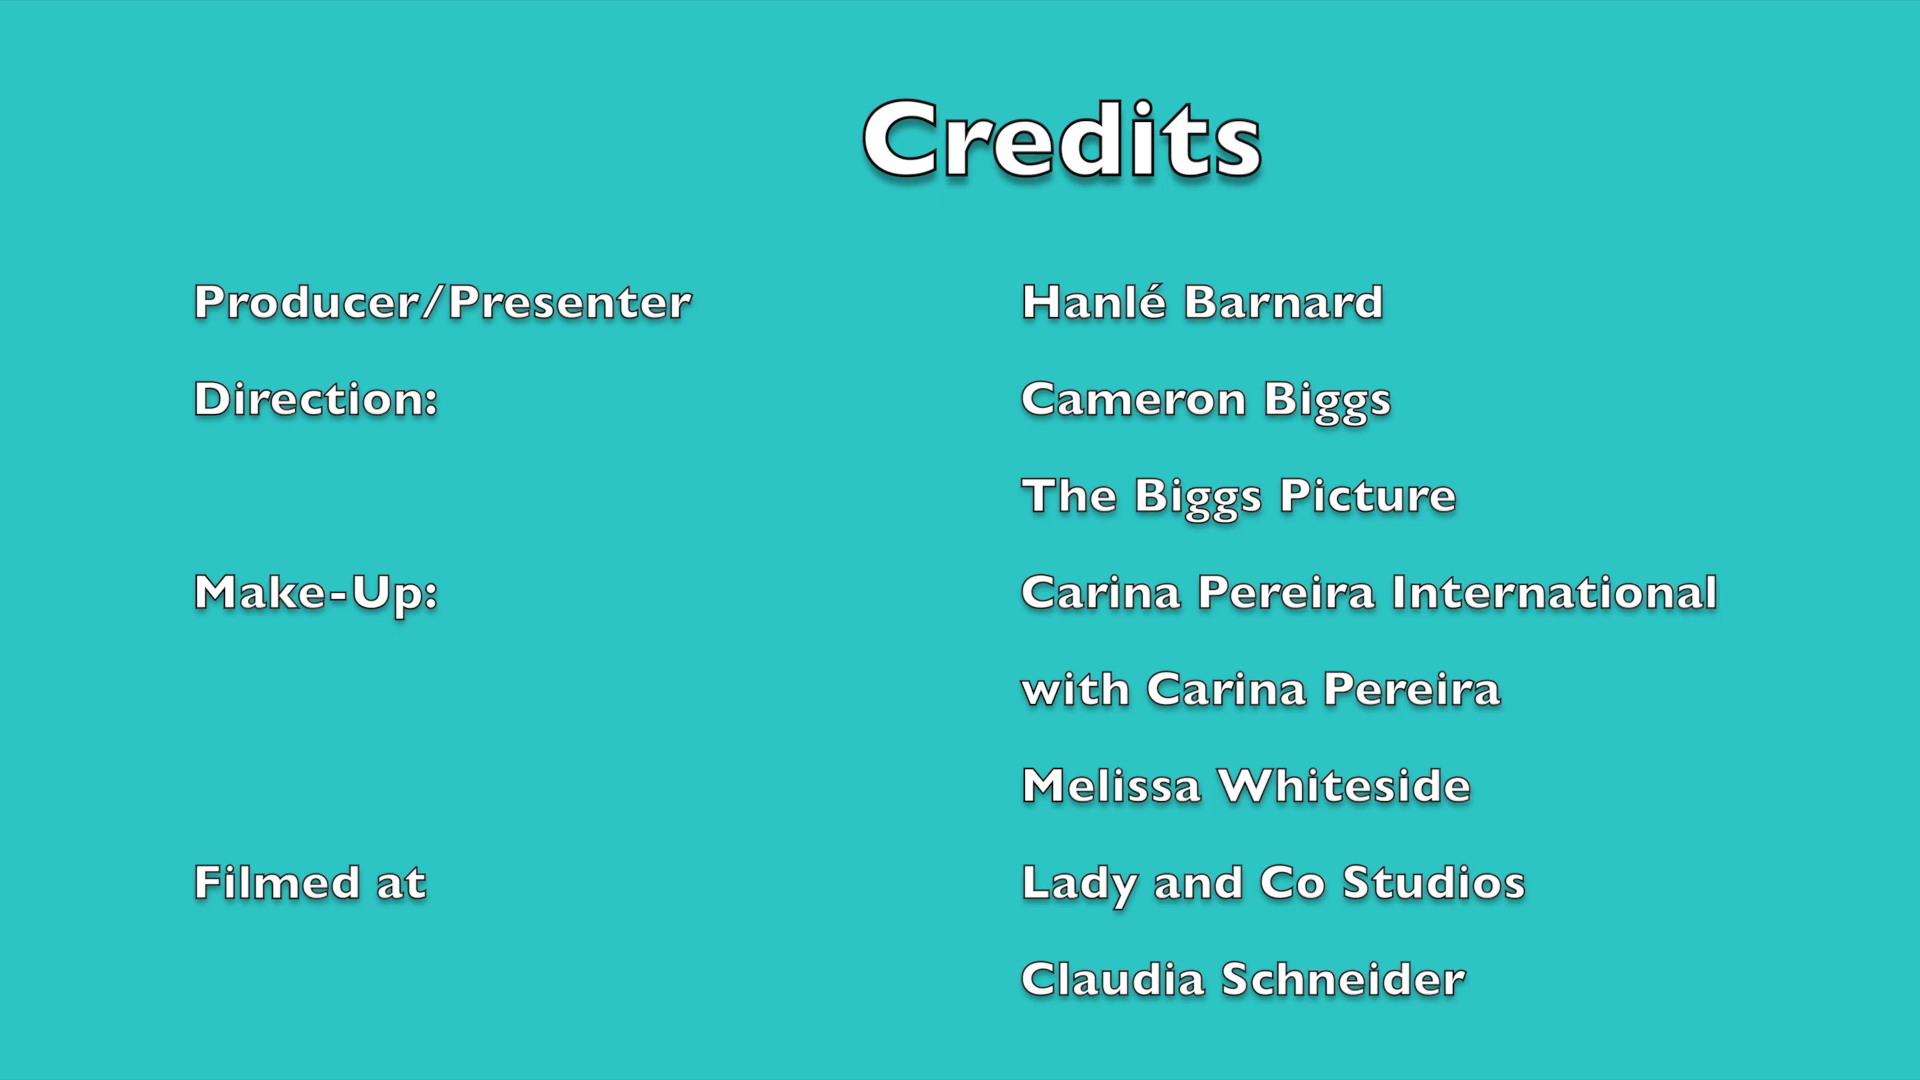 Credits
Producer/Presenter Hanlé Barnard
Direction: Cameron Biggs
The Biggs Picture
Make-Up: Carina Pereira International
with Carina Pereira
Melissa Whiteside
Filmed at Lady and Co Studios
Claudia Schneider